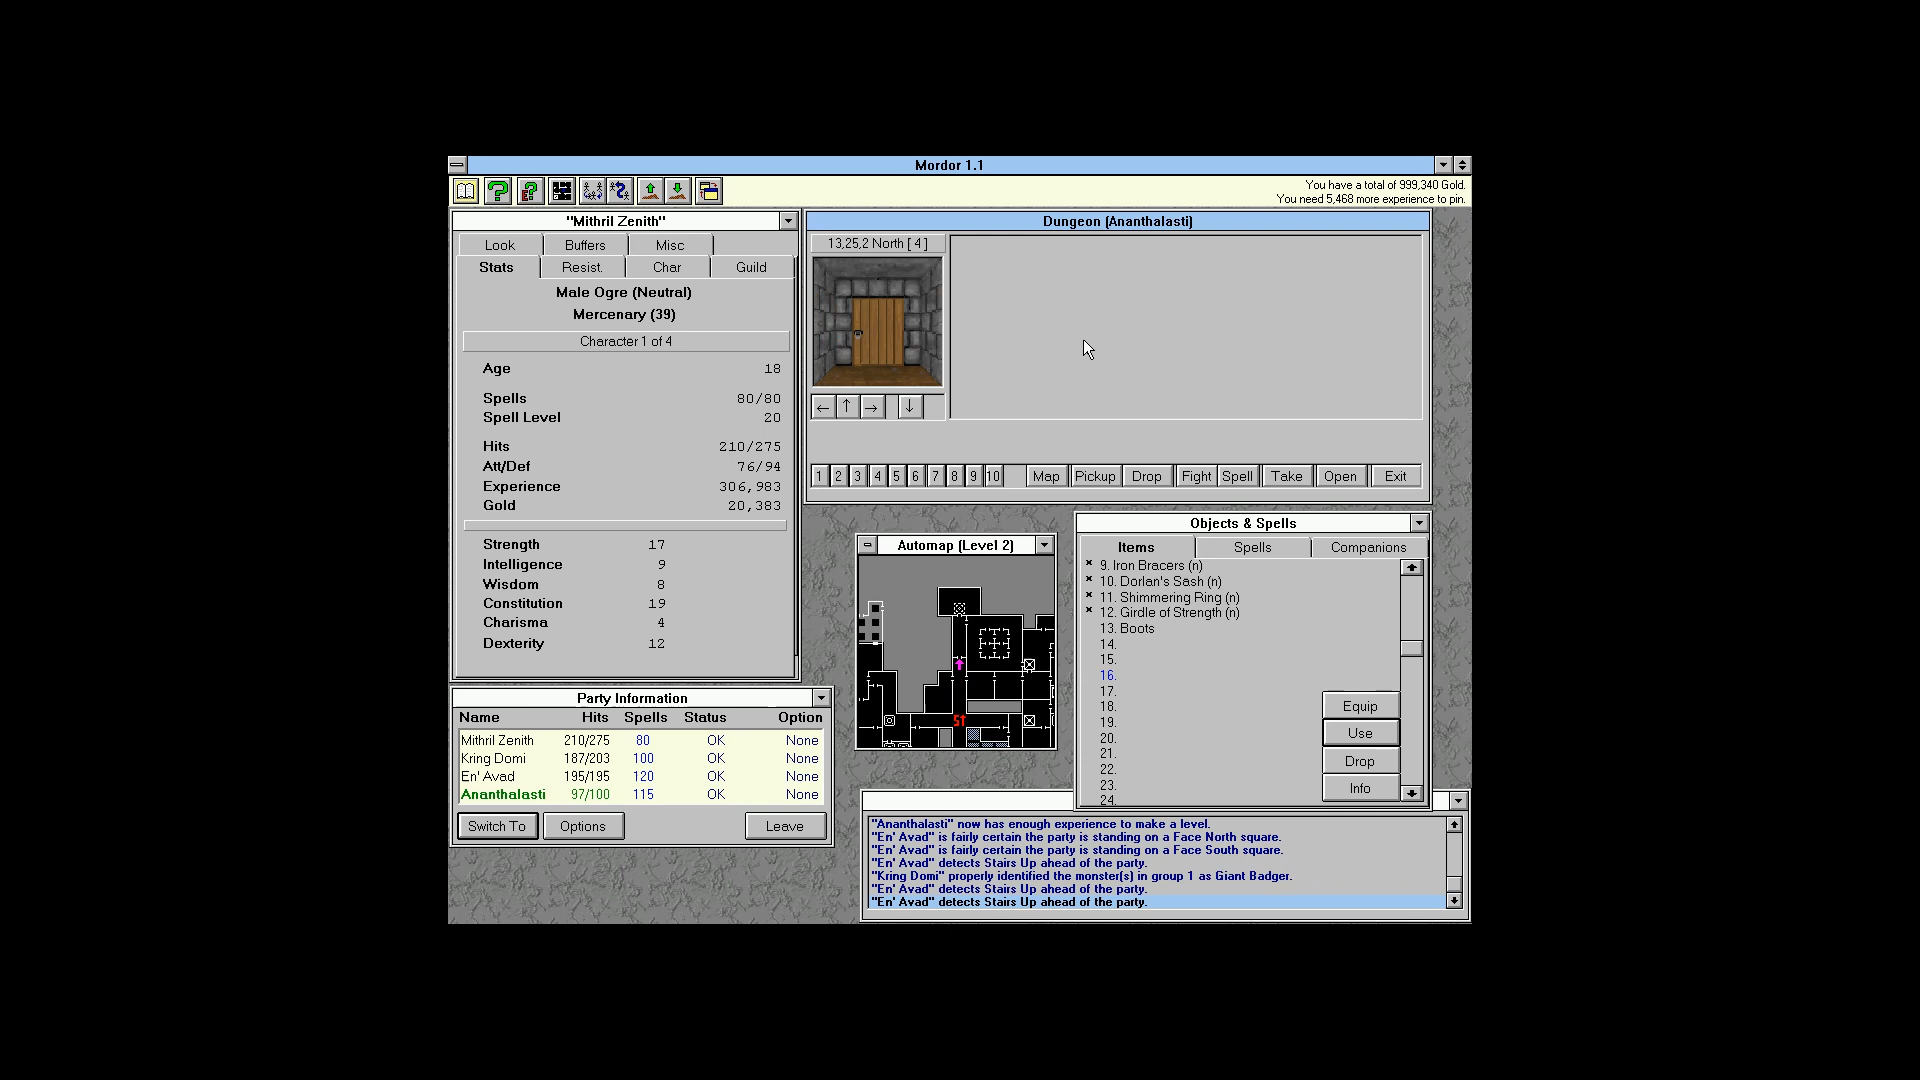 Mordor 1.1
You have a total of 999,340 Gold.
You need 5,468 more experience to pin.
"Mithril Zenith"
Look Buffers Misc
Stats Resist. Char Guild
Male Ogre (Neutral)
Mercenary (39)
Character 1 of 4
Age 18
Spells 80/80
Spell Level 20
Hits 210/275
Att/Def 76/94
Experience 306,983
Gold 20,383
Strength 17
Intelligence 9
Wisdom 8
Constitution 19
Charisma 4
Dexterity 12
Dungeon (Ananthalasti)
13,25,2 North [ 4 ]
1 2 3 4 5 6 7 8 9 10 Map Pickup Drop Fight Spell Take Open Exit
Automap (Level 2)
Objects & Spells
Items Spells Companions
9. Iron Bracers (n)
10. Dorlan's Sash (n)
11. Shimmering Ring (n)
12. Girdle of Strength (n)
13. Boots
14.
15.
16.
17.
18.
19.
20.
21.
22.
23.
24.
Equip
Use
Drop
Info
Party Information
Name Hits Spells Status Option
Mithril Zenith 210/275 80 OK None
Kring Domi 187/203 100 OK None
En' Avad 195/195 120 OK None
Ananthalasti 97/100 115 OK None
Switch To Options Leave
"Ananthalasti" now has enough experience to make a level.
"En' Avad" is fairly certain the party is standing on a Face North square.
"En' Avad" is fairly certain the party is standing on a Face South square.
"En' Avad" detects Stairs Up ahead of the party.
"Kring Domi" properly identified the monster(s) in group 1 as Giant Badger.
"En' Avad" detects Stairs Up ahead of the party.
"En' Avad" detects Stairs Up ahead of the party.